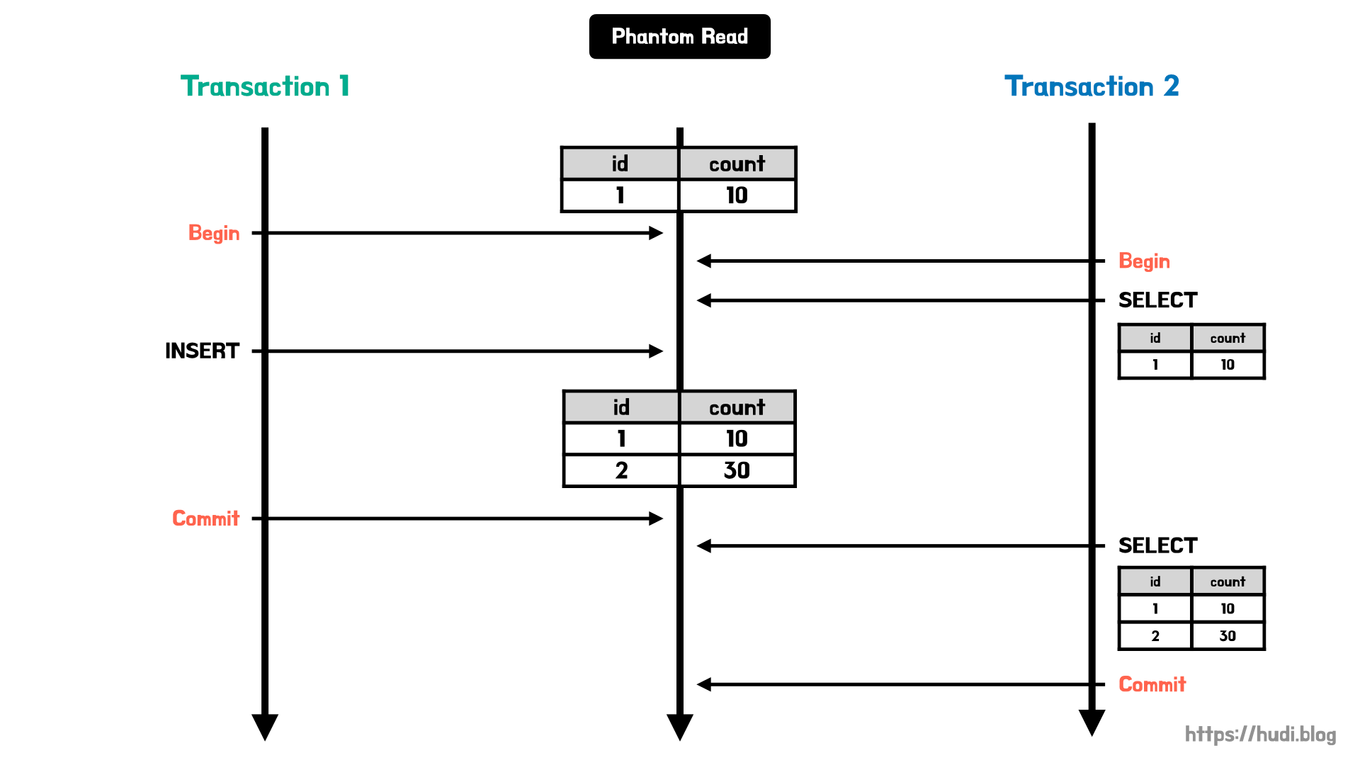 Phantom Read
Transaction 1
Transaction 2
id count
1 10
Begin
Begin
SELECT
id count
1 10
INSERT
id count
1 10
2 30
Commit
SELECT
id count
1 10
2 30
Commit
https://hudi.blog